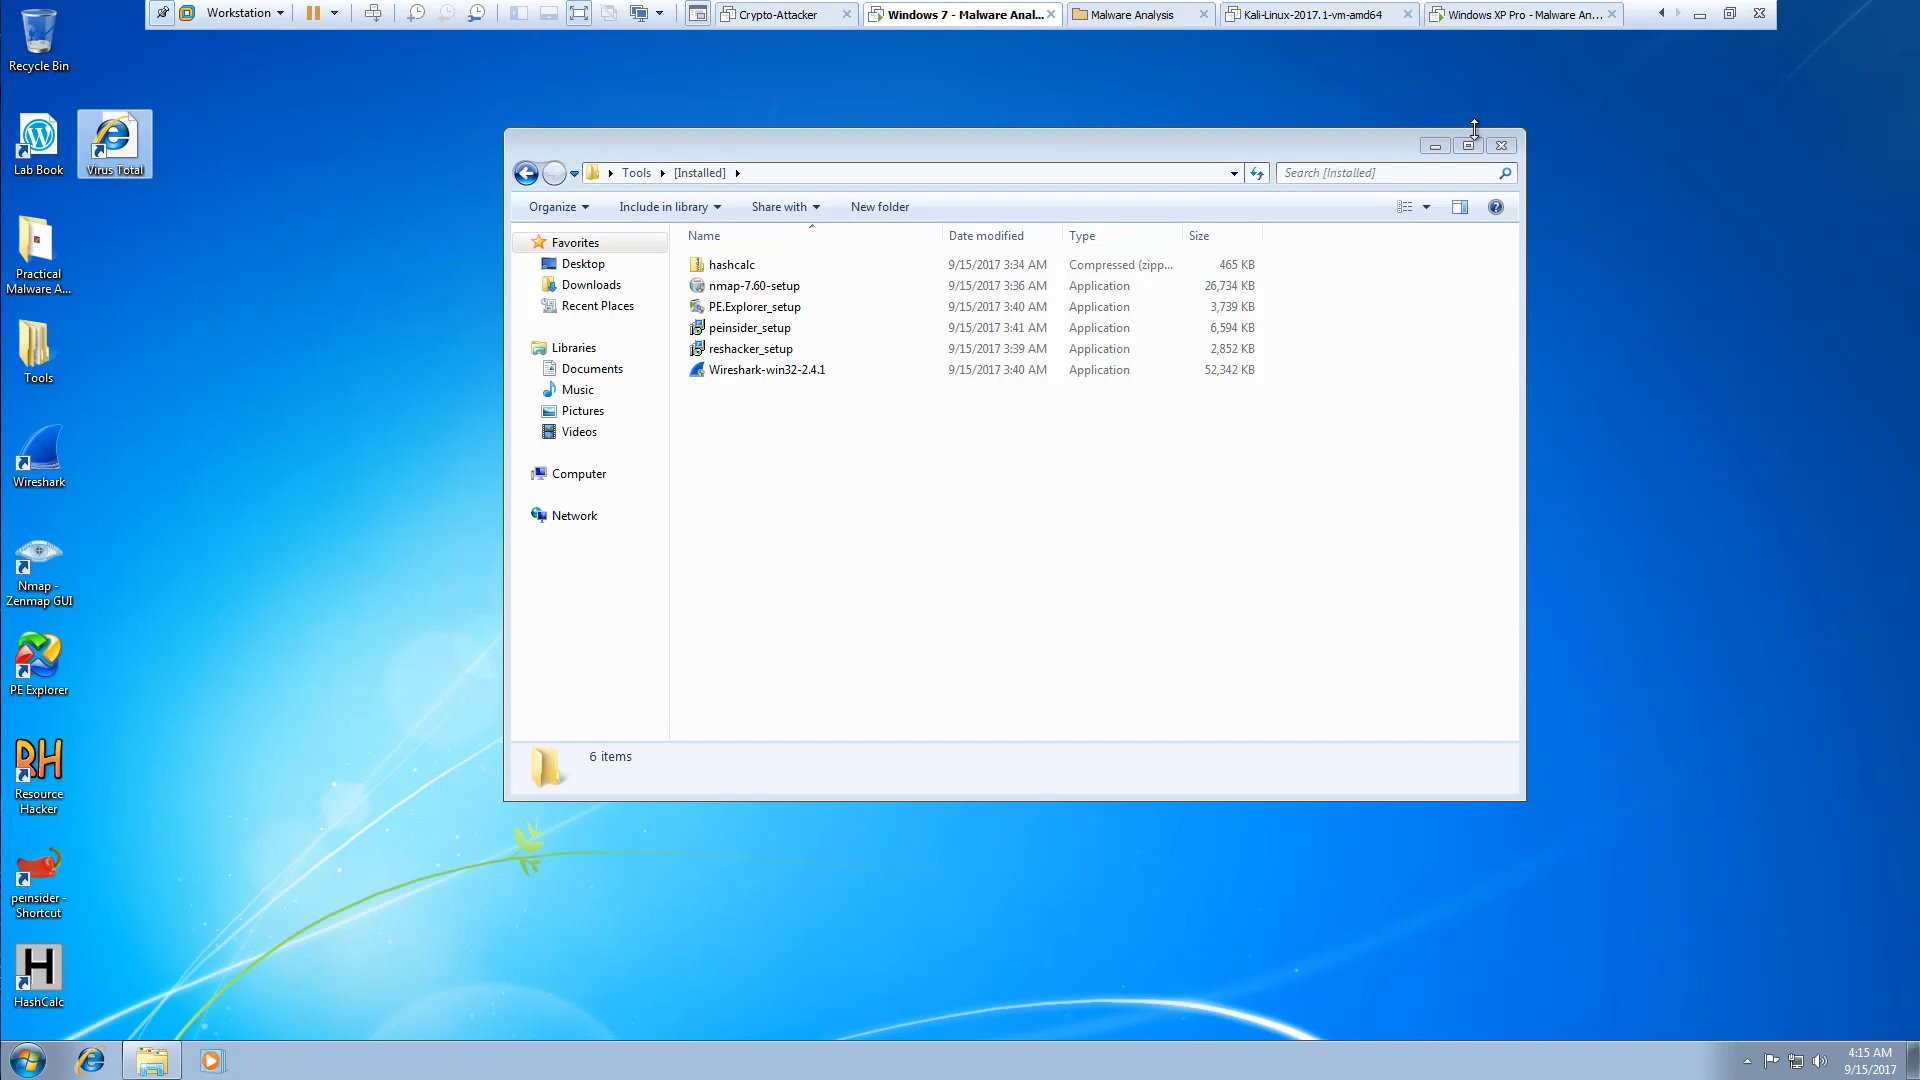 Workstation
Crypto-Attacker
Windows 7 - Malware Anal...
Malware Analysis
Kali-Linux-2017.1-vm-amd64
Windows XP Pro - Malware An...
Recycle Bin
Lab Book
Virus Total
Practical
Malware A...
Tools
Wireshark
Nmap -
Zenmap GUI
PE Explorer
RH
Resource
Hacker
peinsider -
Shortcut
H
HashCalc
Tools
[Installed]
Search [Installed]
Organize
Include in library
Share with
New folder
Favorites
Desktop
Downloads
Recent Places
Libraries
Documents
Music
Pictures
Videos
Computer
Network
Name Date modified Type Size
hashcalc 9/15/2017 3:34 AM Compressed (zipp... 465 KB
nmap-7.60-setup 9/15/2017 3:36 AM Application 26,734 KB
PE.Explorer_setup 9/15/2017 3:40 AM Application 3,739 KB
peinsider_setup 9/15/2017 3:41 AM Application 6,594 KB
reshacker_setup 9/15/2017 3:39 AM Application 2,852 KB
Wireshark-win32-2.4.1 9/15/2017 3:40 AM Application 52,342 KB
6 items
4:15 AM
9/15/2017